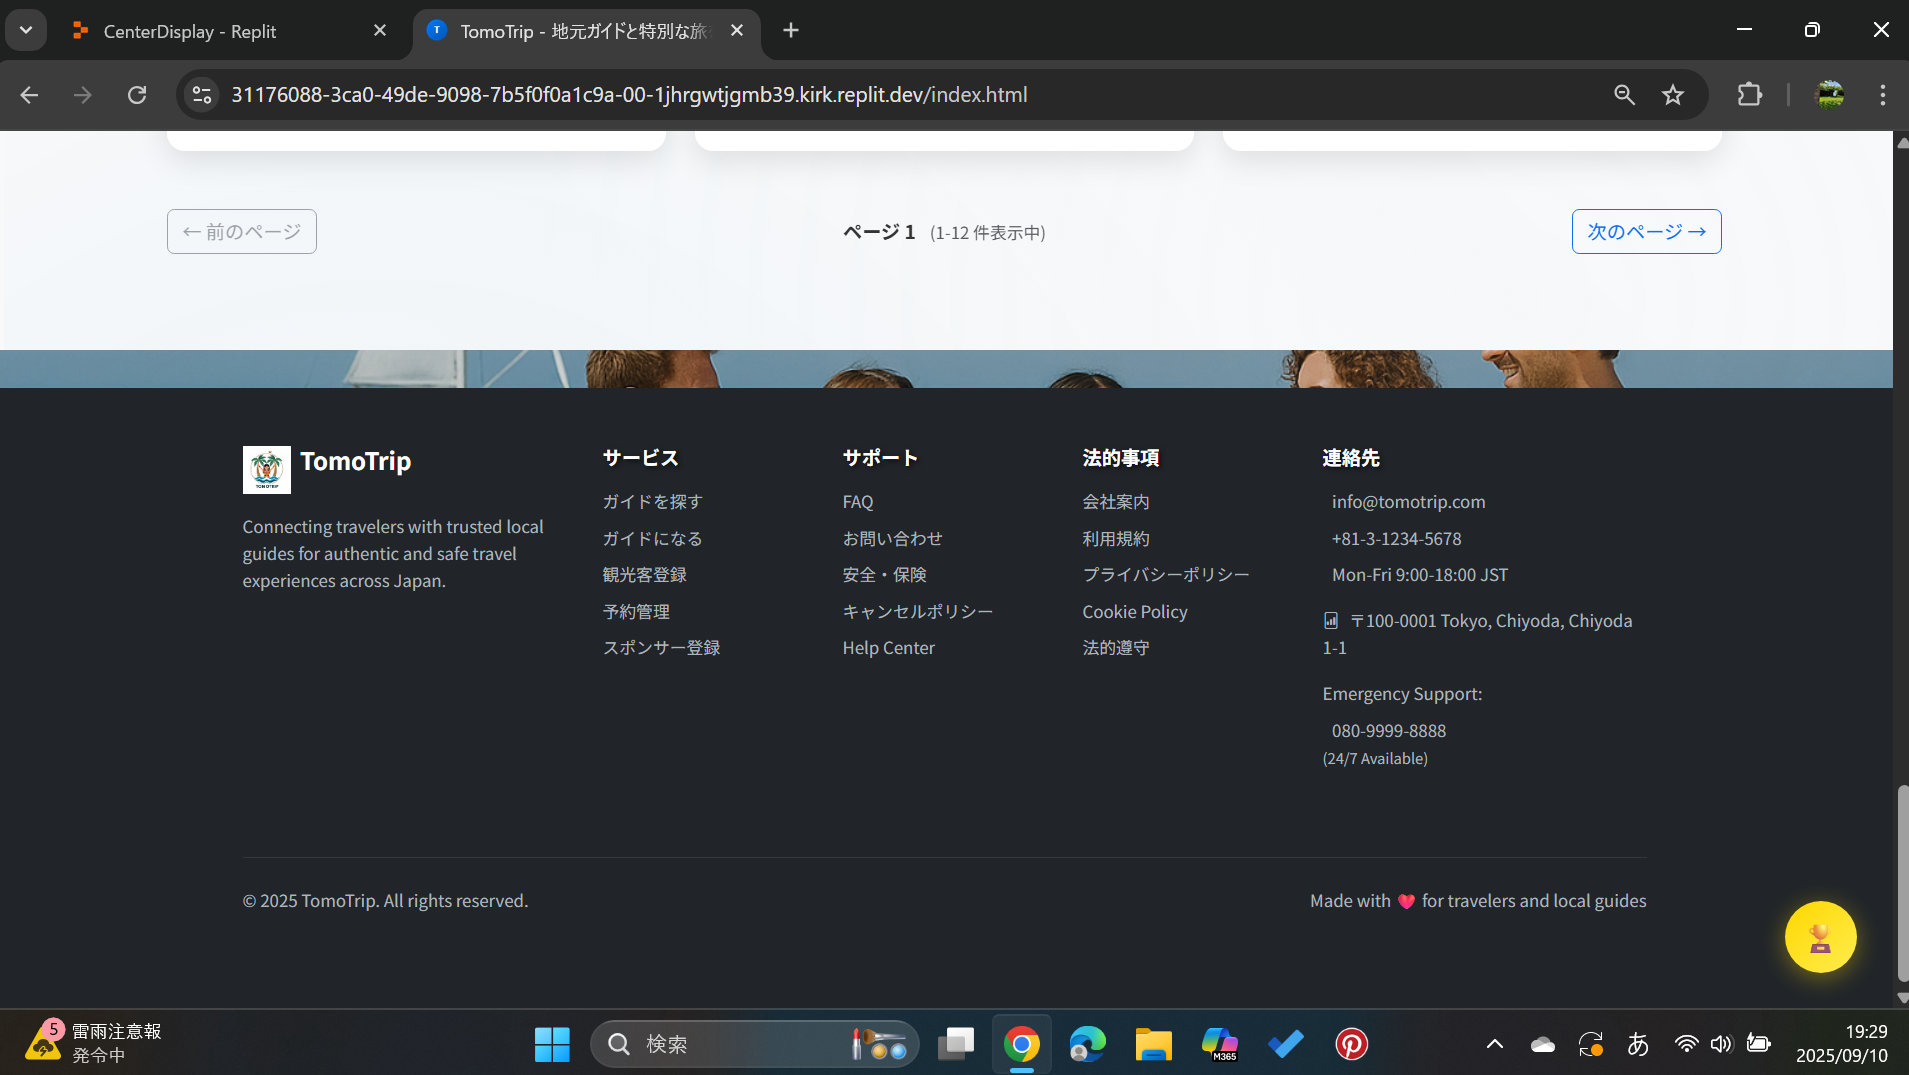 CenterDisplay - Replit
TomoTrip - 地元ガイドと特別な旅
31176088-3ca0-49de-9098-7b5f0f0a1c9a-00-1jhrgwtjgmb39.kirk.replit.dev/index.html
← 前のページ
ページ 1 (1-12 件表示中)
次のページ →
TomoTrip
Connecting travelers with trusted local
guides for authentic and safe travel
experiences across Japan.
サービス
ガイドを探す
ガイドになる
観光客登録
予約管理
スポンサー登録
サポート
FAQ
お問い合わせ
安全・保険
キャンセルポリシー
Help Center
法的事項
会社案内
利用規約
プライバシーポリシー
Cookie Policy
法的遵守
連絡先
info@tomotrip.com
+81-3-1234-5678
Mon-Fri 9:00-18:00 JST
〒100-0001 Tokyo, Chiyoda, Chiyoda
1-1
Emergency Support:
080-9999-8888
(24/7 Available)
© 2025 TomoTrip. All rights reserved.
Made with ❤ for travelers and local guides
5
雷雨注意報
発令中
検索
M365
あ
19:29
2025/09/10